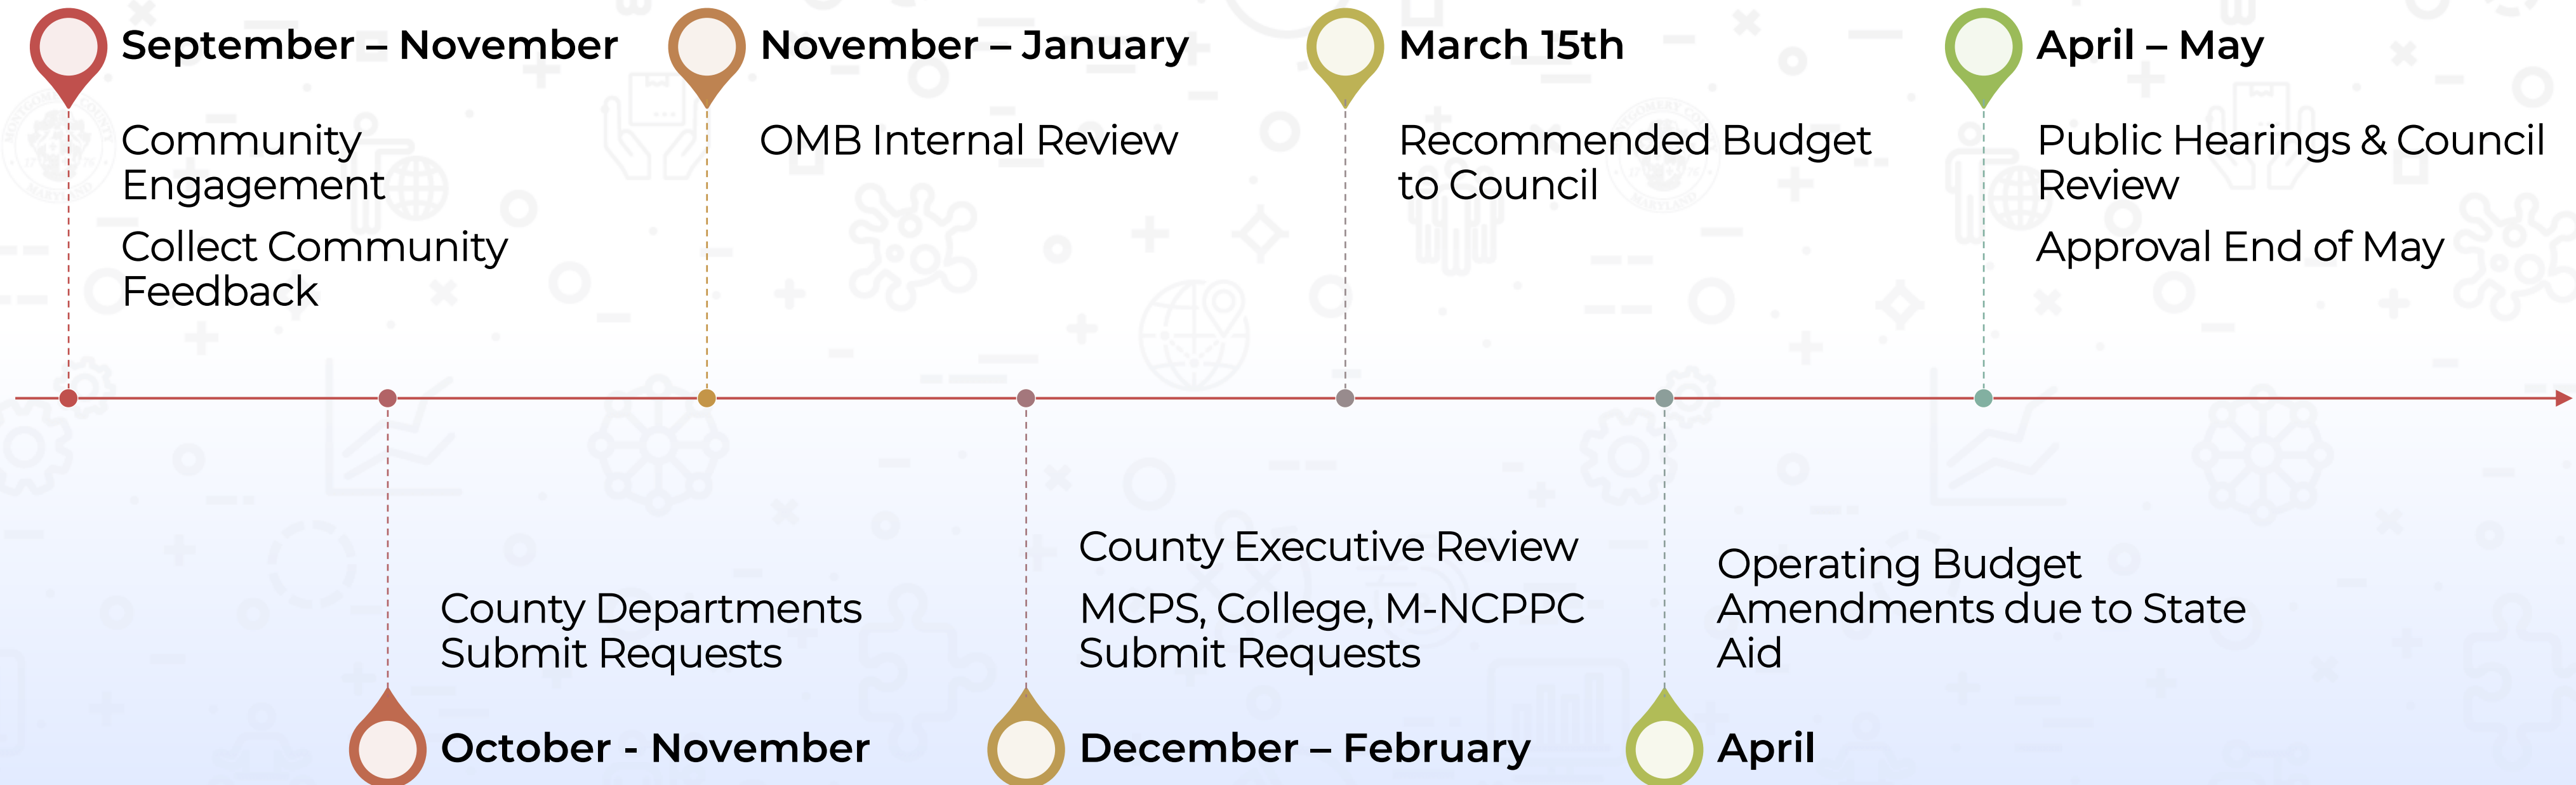 September – November
Community
Engagement
Collect Community
Feedback
County Departments
Submit Requests
October - November
November – January
OMB Internal Review
County Executive Review
MCPS, College, M-NCPPC
Submit Requests
December – February
March 15th
Recommended Budget
to Council
Operating Budget
Amendments due to State
Aid
April
April – May
Public Hearings & Council
Review
Approval End of May